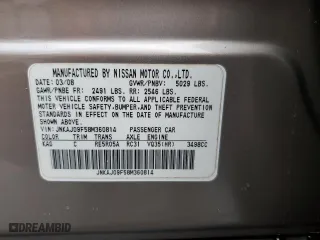 MANUFACTURED BY NISSAN MOTOR CO.,LTD.
DATE: 03/08 GVWR/PNBV: 5029 LBS.
GAWR/PNBE FR: 2491 LBS. RR: 2546 LBS.
THIS VEHICLE CONFORMS TO ALL APPLICABLE FEDERAL
MOTOR VEHICLE SAFETY,BUMPER,AND THEFT PREVENTION
STANDARDS IN EFFECT ON THE DATE OF MANUFACTURE
SHOWN ABOVE.
JNKAJ09F58M360814 PASSENGER CAR
COLOR TRIM TRANS AXLE ENGINE
KAG C RE5R05A RC31 VQ35(HR) 3498CC
© AUTOBIDMASTER
DREAMBID.COM